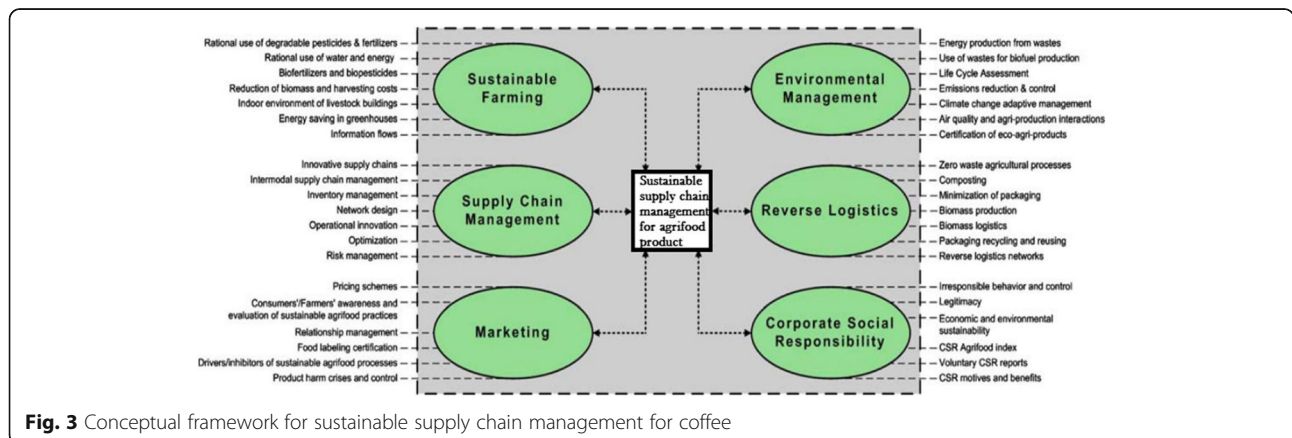 Rational use of degradable pesticides & fertilizers
Rational use of water and energy
Biofertilizers and biopesticides
Reduction of biomass and harvesting costs
Indoor environment of livestock buildings
Energy saving in greenhouses
Information flows
Sustainable
Farming
Environmental
Management
Energy production from wastes
Use of wastes for biofuel production
Life Cycle Assessment
Emissions reduction & control
Climate change adaptive management
Air quality and agri-production interactions
Certification of eco-agri-products
Innovative supply chains
Intermodal supply chain management
Inventory management
Network design
Operational innovation
Optimization
Risk management
Supply Chain
Management
Sustainable
supply chain
management
for agrifood
product
Reverse Logistics
Zero waste agricultural processes
Composting
Minimization of packaging
Biomass production
Biomass logistics
Packaging recycling and reusing
Reverse logistics networks
Pricing schemes
Consumers'/Farmers' awareness and
evaluation of sustainable agrifood practices
Relationship management
Food labeling certification
Drivers/inhibitors of sustainable agrifood processes
Product harm crises and control
Marketing
Corporate Social
Responsibility
Irresponsible behavior and control
Legitimacy
Economic and environmental
sustainability
CSR Agrifood index
Voluntary CSR reports
CSR motives and benefits
Fig. 3 Conceptual framework for sustainable supply chain management for coffee